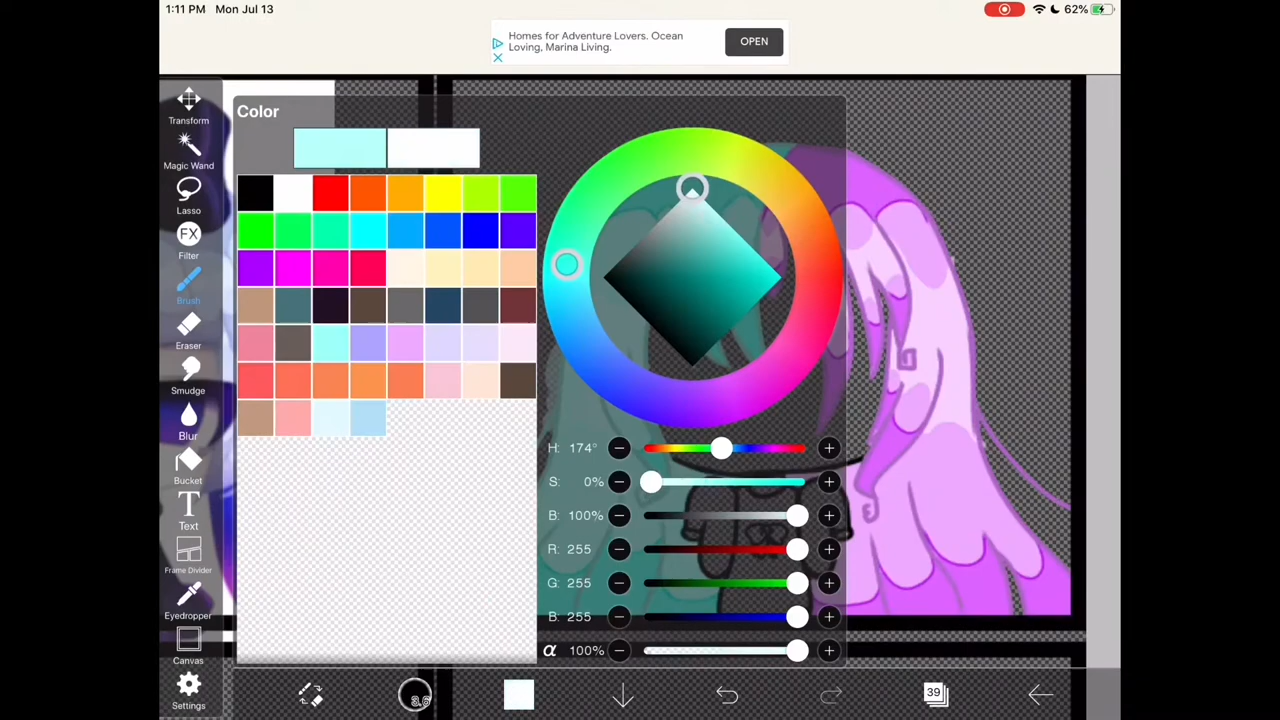 1:11 PM Mon Jul 13
62%
Homes for Adventure Lovers. Ocean
Loving, Marina Living.
OPEN
Transform
Magic Wand
Lasso
FX
Filter
Brush
Eraser
Smudge
Blur
Bucket
T
Text
Frame Divider
Eyedropper
Canvas
Settings
Color
H: 174°
S: 0%
B: 100%
R: 255
G: 255
B: 255
α 100%
39